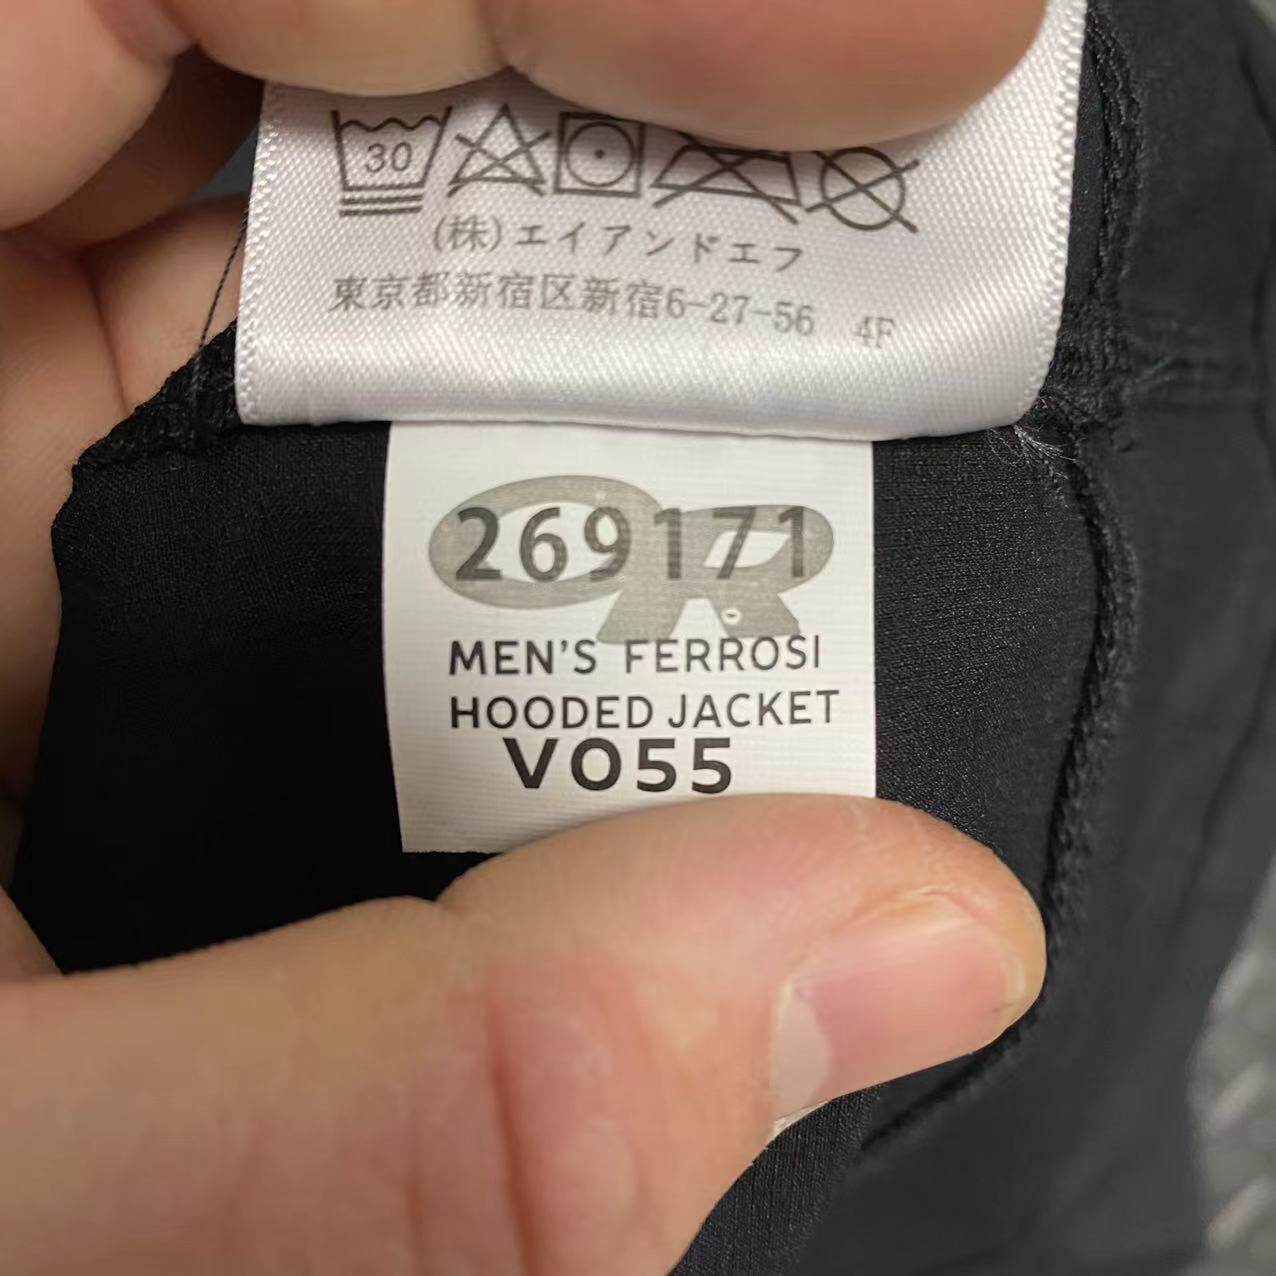 30
(株)エイアンドエフ
東京都新宿区新宿6-27-56 4F
269171
MEN'S FERROSI
HOODED JACKET
V055